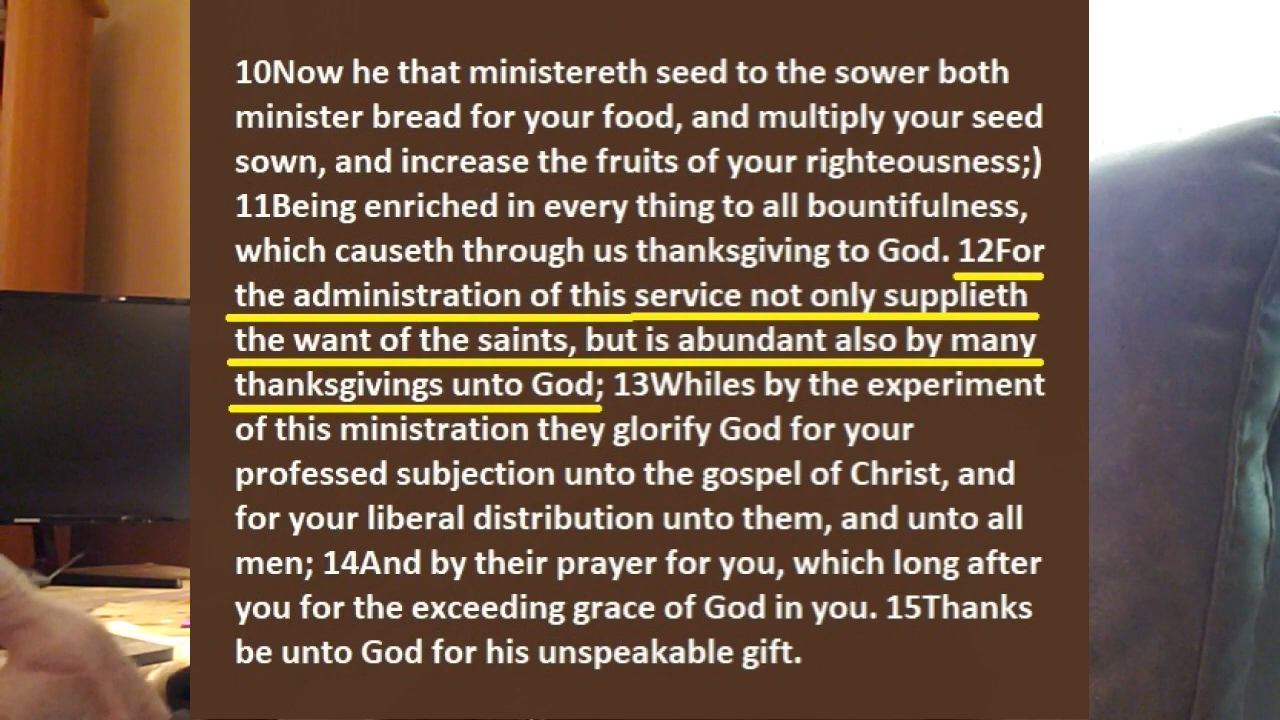 10Now he that ministereth seed to the sower both
minister bread for your food, and multiply your seed
sown, and increase the fruits of your righteousness;)
11Being enriched in every thing to all bountifulness,
which causeth through us thanksgiving to God. 12For
the administration of this service not only supplieth
the want of the saints, but is abundant also by many
thanksgivings unto God; 13Whiles by the experiment
of this ministration they glorify God for your
professed subjection unto the gospel of Christ, and
for your liberal distribution unto them, and unto all
men; 14And by their prayer for you, which long after
you for the exceeding grace of God in you. 15Thanks
be unto God for his unspeakable gift.